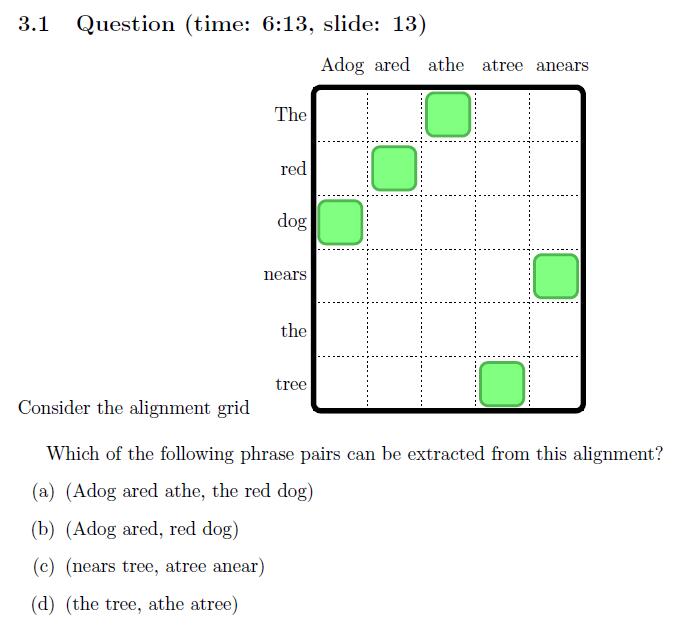 3.1 Question (time: 6:13, slide: 13)
Adog ared athe atree anears
The
red
dog
nears
the
tree
Consider the alignment grid
Which of the following phrase pairs can be extracted from this alignment?
(a) (Adog ared athe, the red dog)
(b) (Adog ared, red dog)
(c) (nears tree, atree anear)
(d) (the tree, athe atree)